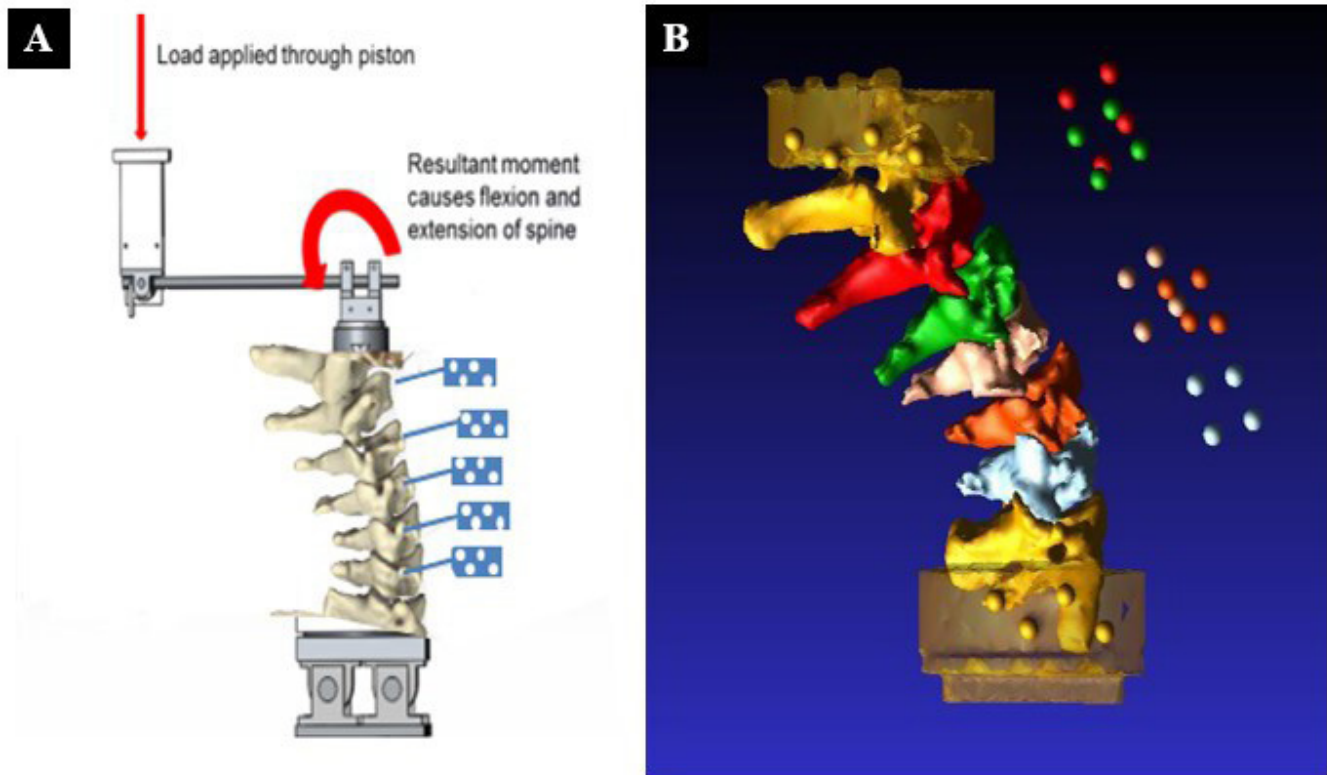 A
Load applied through piston
Resultant moment
causes flexion and
extension of spine
B